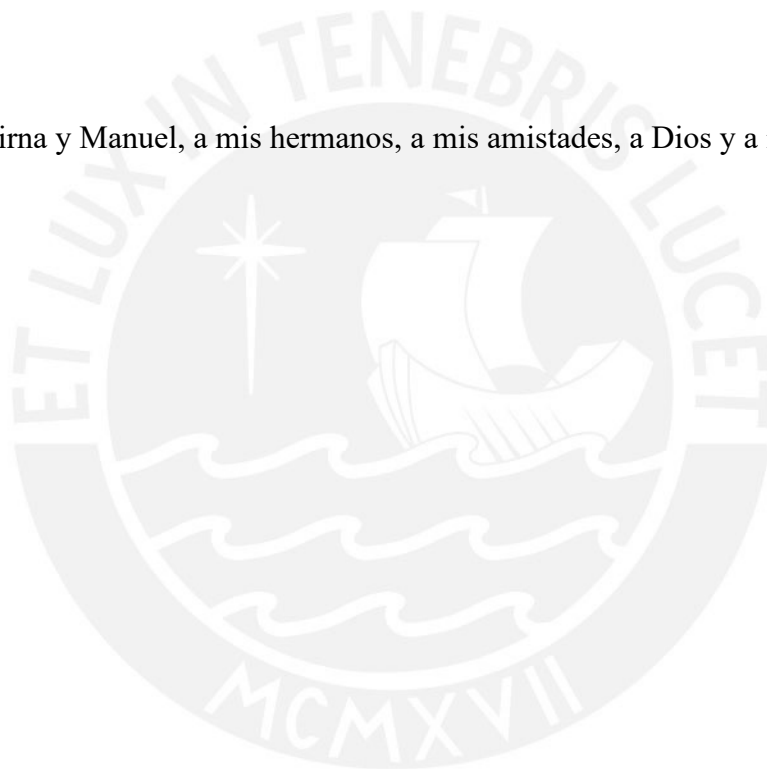 ET LUX IN TENEBRIS LUCET
irna y Manuel, a mis hermanos, a mis amistades, a Dios y a
MCMXVII